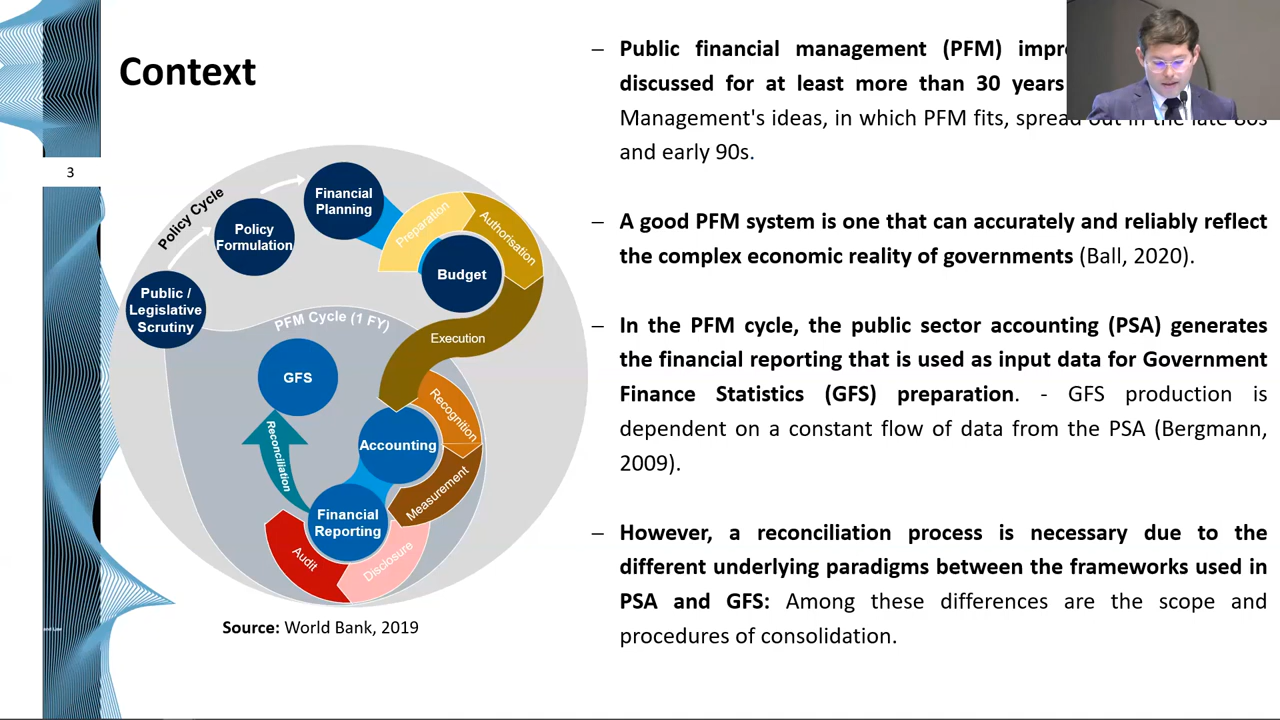 Context
3
Policy Cycle
Public /
Legislative
Scrutiny
Policy
Formulation
Financial
Planning
Preparation
Authorisation
Budget
Execution
PFM Cycle (1 FY)
GFS
Reconciliation
Accounting
Recognition
Measurement
Financial
Reporting
Disclosure
Audit
Source: World Bank, 2019
– Public financial management (PFM)
discussed for at least more than 30 years
Management's ideas, in which PFM fits, spread out in the late 80s
and early 90s.
– A good PFM system is one that can accurately and reliably reflect
the complex economic reality of governments (Ball, 2020).
– In the PFM cycle, the public sector accounting (PSA) generates
the financial reporting that is used as input data for Government
Finance Statistics (GFS) preparation. - GFS production is
dependent on a constant flow of data from the PSA (Bergmann,
2009).
– However, a reconciliation process is necessary due to the
different underlying paradigms between the frameworks used in
PSA and GFS: Among these differences are the scope and
procedures of consolidation.